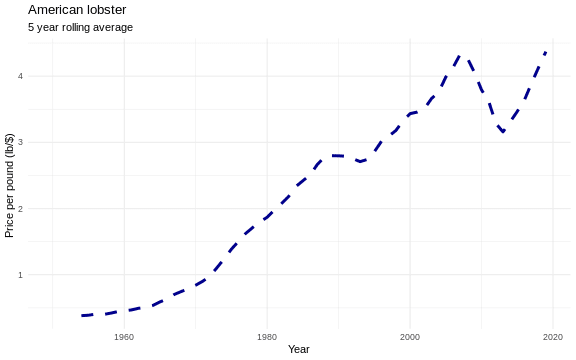 American lobster
5 year rolling average
Price per pound (lb/$)
4
3
2
1
1960
1980
2000
2020
Year